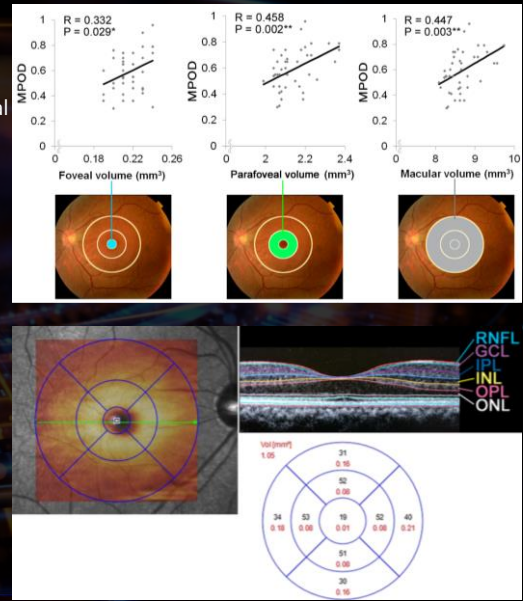 al
R = 0.332
P = 0.029*
1
0.8
0.6
0.4
0.2
0
MPOD
0 0.18 0.22 0.26
Foveal volume (mm³)
R = 0.458
P = 0.002**
1
0.8
0.6
0.4
0.2
0
MPOD
0 2 2.2 2.4
Parafoveal volume (mm³)
R = 0.447
P = 0.003**
1
0.8
0.6
0.4
0.2
0
MPOD
0 8 9 10
Macular volume (mm³)
RNFL
GCL
IPL
INL
OPL
ONL
Vol [mm³]
1.05
31
0.16
52
0.08
34 53 19 52 40
0.18 0.08 0.01 0.08 0.21
51
0.08
30
0.16